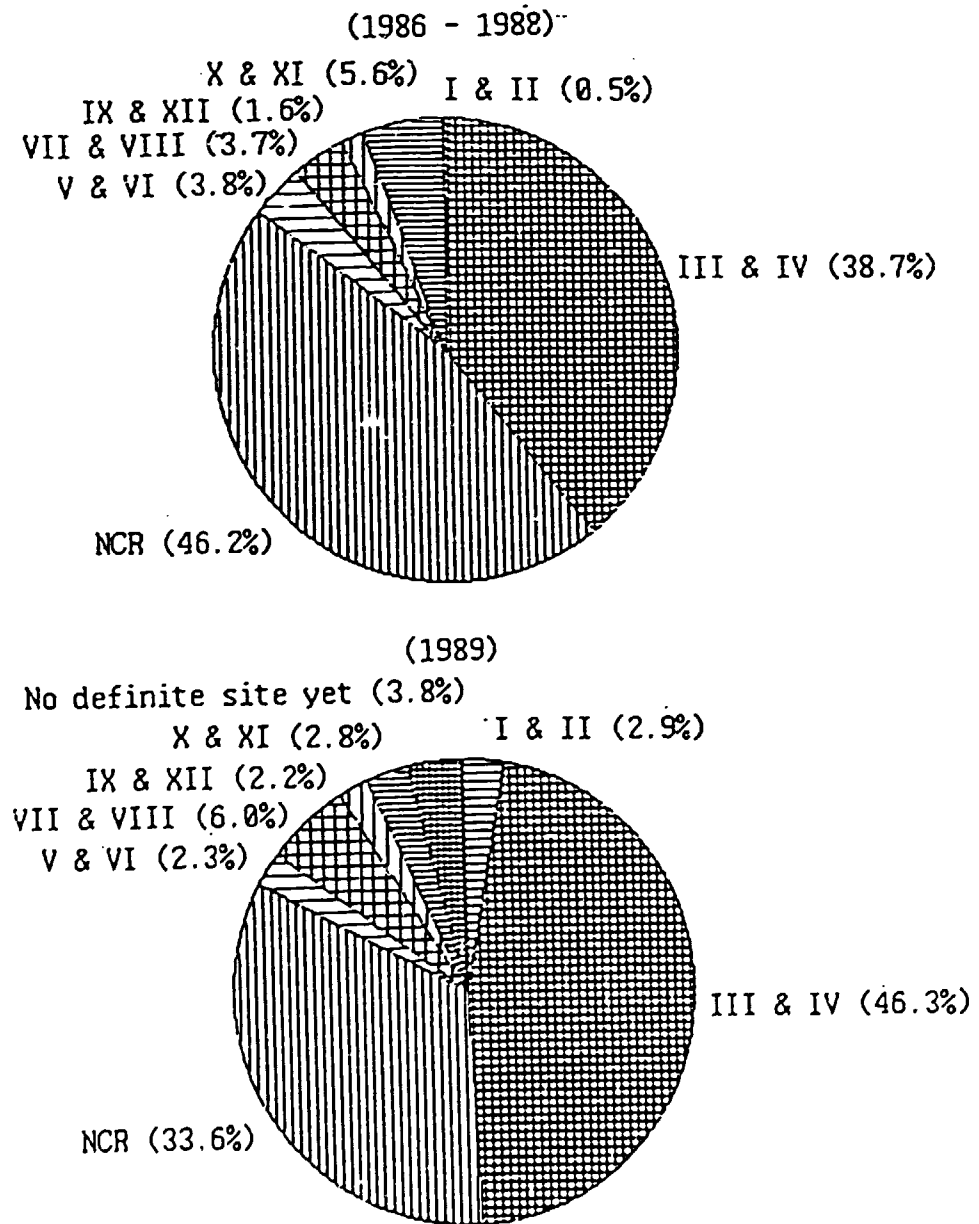 (1986 - 1988)
X & XI (5.6%)
I & II (0.5%)
IX & XII (1.6%)
VII & VIII (3.7%)
V & VI (3.8%)
III & IV (38.7%)
NCR (46.2%)
(1989)
No definite site yet (3.8%)
X & XI (2.8%)
I & II (2.9%)
IX & XII (2.2%)
VII & VIII (6.0%)
V & VI (2.3%)
III & IV (46.3%)
NCR (33.6%)